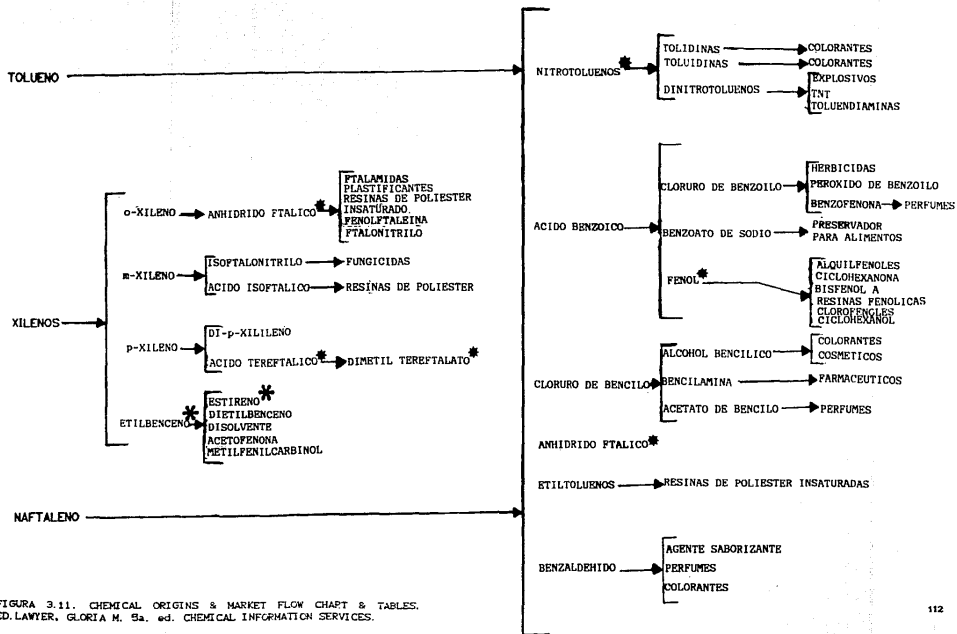 TOLUENO
XILENOS
o-XILENO
ANHIDRIDO FTALICO*
FTALAMIDAS
PLASTIFICANTES
RESINAS DE POLIESTER
INSATURADO.
FENOLFTALEINA
FTALONITRILO
m-XILENO
ISOFTALONITRILO
FUNGICIDAS
ACIDO ISOFTALICO
RESINAS DE POLIESTER
p-XILENO
DI-p-XILILENO
ACIDO TEREFTALICO*
DIMETIL TEREFTALATO*
ETILBENCENO*
ESTIRENO*
DIETILBENCENO
DISOLVENTE
ACETOFENONA
METILFENILCARBINOL
NAFTALENO
NITROTOLUENOS*
TOLIDINAS
COLORANTES
TOLUIDINAS
COLORANTES
DINITROTOLUENOS
EXPLOSIVOS
TNT
TOLUENDIAMINAS
ACIDO BENZOICO
CLORURO DE BENZOILO
HERBICIDAS
PEROXIDO DE BENZOILO
BENZOFENONA
PERFUMES
BENZOATO DE SODIO
PRESERVADOR
PARA ALIMENTOS
FENOL*
ALQUILFENOLES
CICLOHEXANONA
BISFENOL A
RESINAS FENOLICAS
CLOROFENOLES
CICLOHEXANOL
CLORURO DE BENCILO
ALCOHOL BENCILICO
COLORANTES
COSMETICOS
BENCILAMINA
FARMACEUTICOS
ACETATO DE BENCILO
PERFUMES
ANHIDRIDO FTALICO*
ETILTOLUENOS
RESINAS DE POLIESTER INSATURADAS
BENZALDEHIDO
AGENTE SABORIZANTE
PERFUMES
COLORANTES
FIGURA 3.11. CHEMICAL ORIGINS & MARKET FLOW CHART & TABLES.
ED.LAWYER, GLORIA M. 5a. ed. CHEMICAL INFORMATION SERVICES.
112